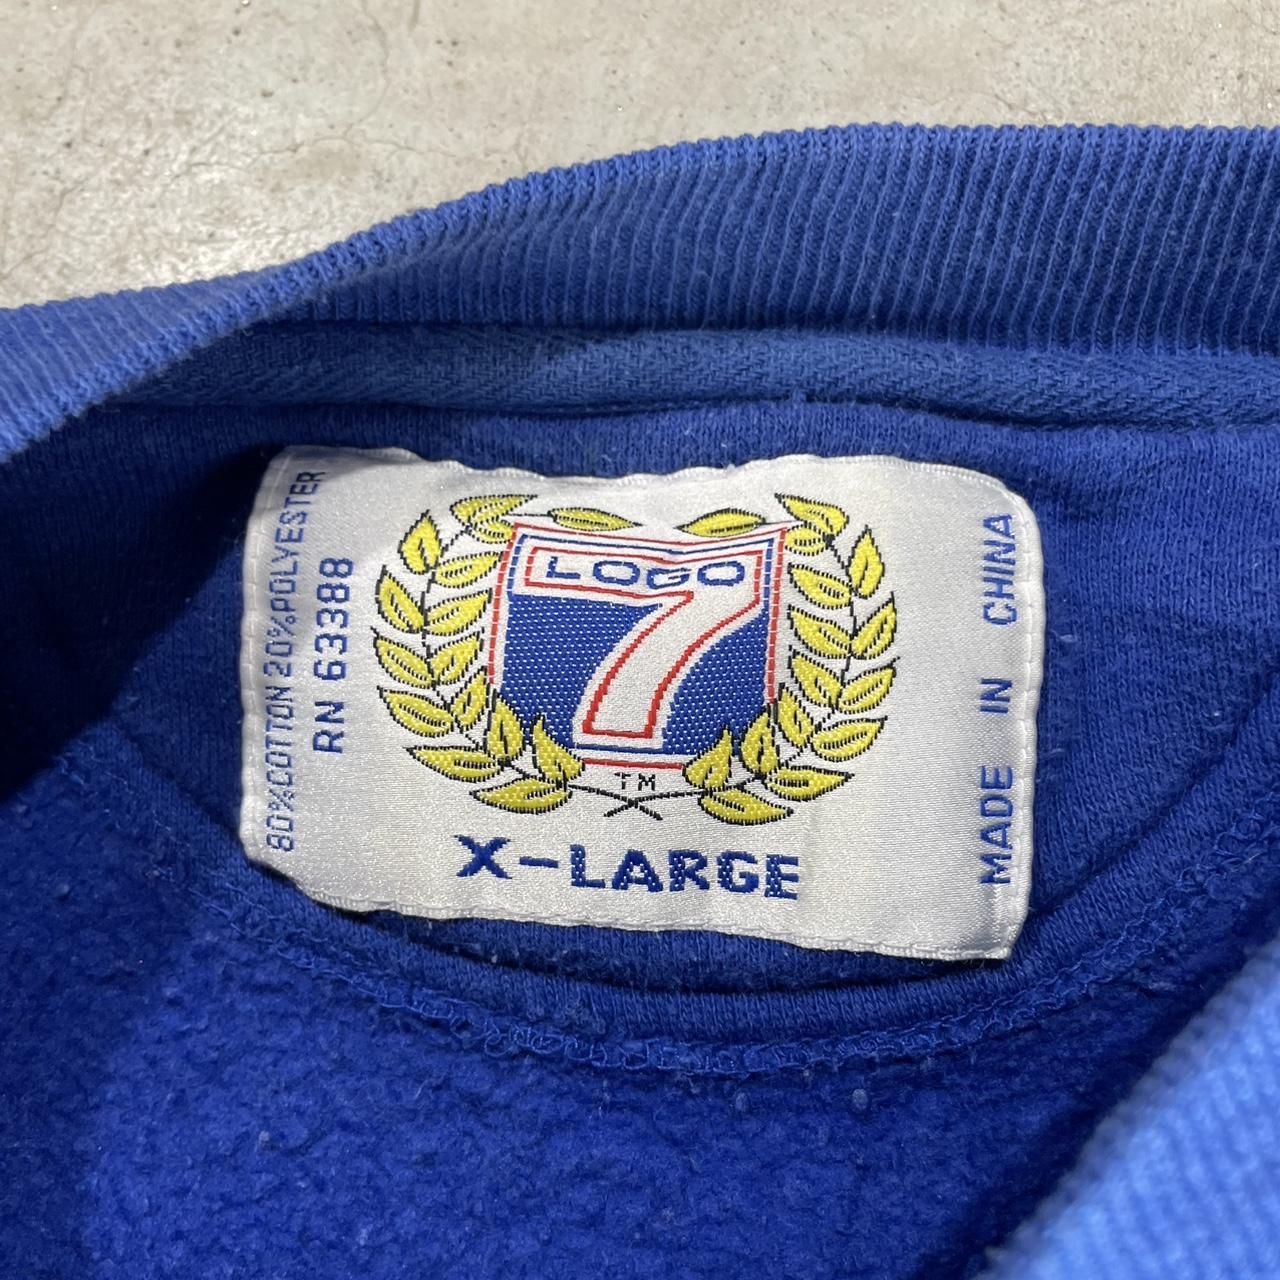 80%COTTON 20%POLYESTER
RN 63388
LOGO
7
TM
X-LARGE
MADE IN CHINA